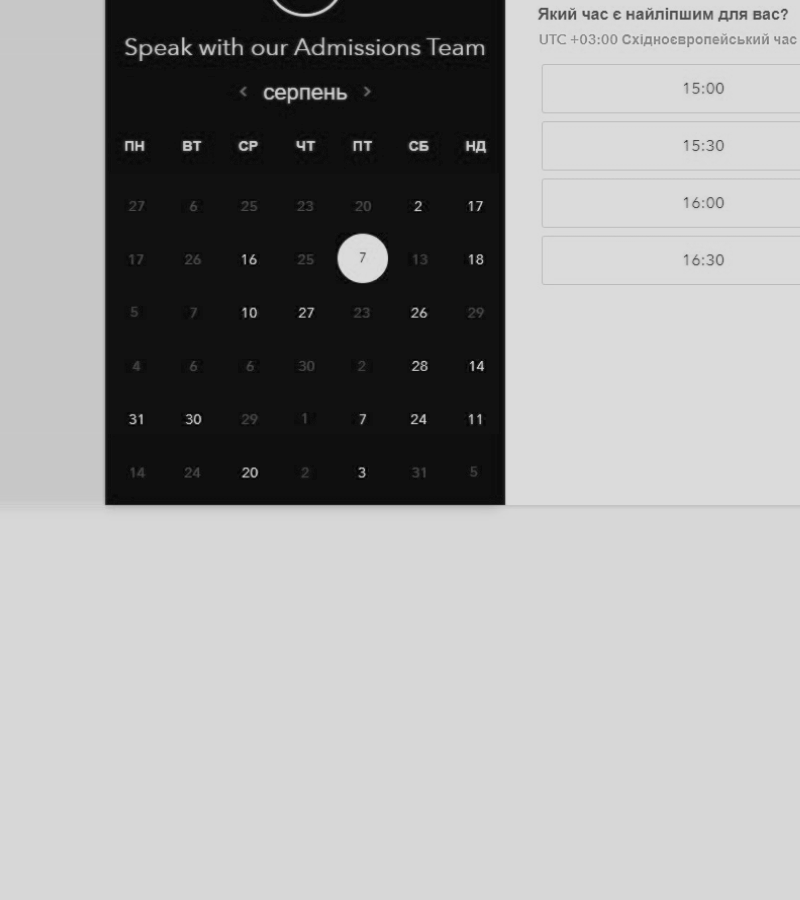 Speak with our Admissions Team
‹ серпень ›
ПН ВТ СР ЧТ ПТ СБ НД
27 6 25 23 20 2 17
17 26 16 25 7 13 18
5 7 10 27 23 26 29
4 6 6 30 2 28 14
31 30 29 1 7 24 11
14 24 20 2 3 31 5
Який час є найліпшим для вас?
UTC +03:00 Східноєвропейський час
15:00
15:30
16:00
16:30